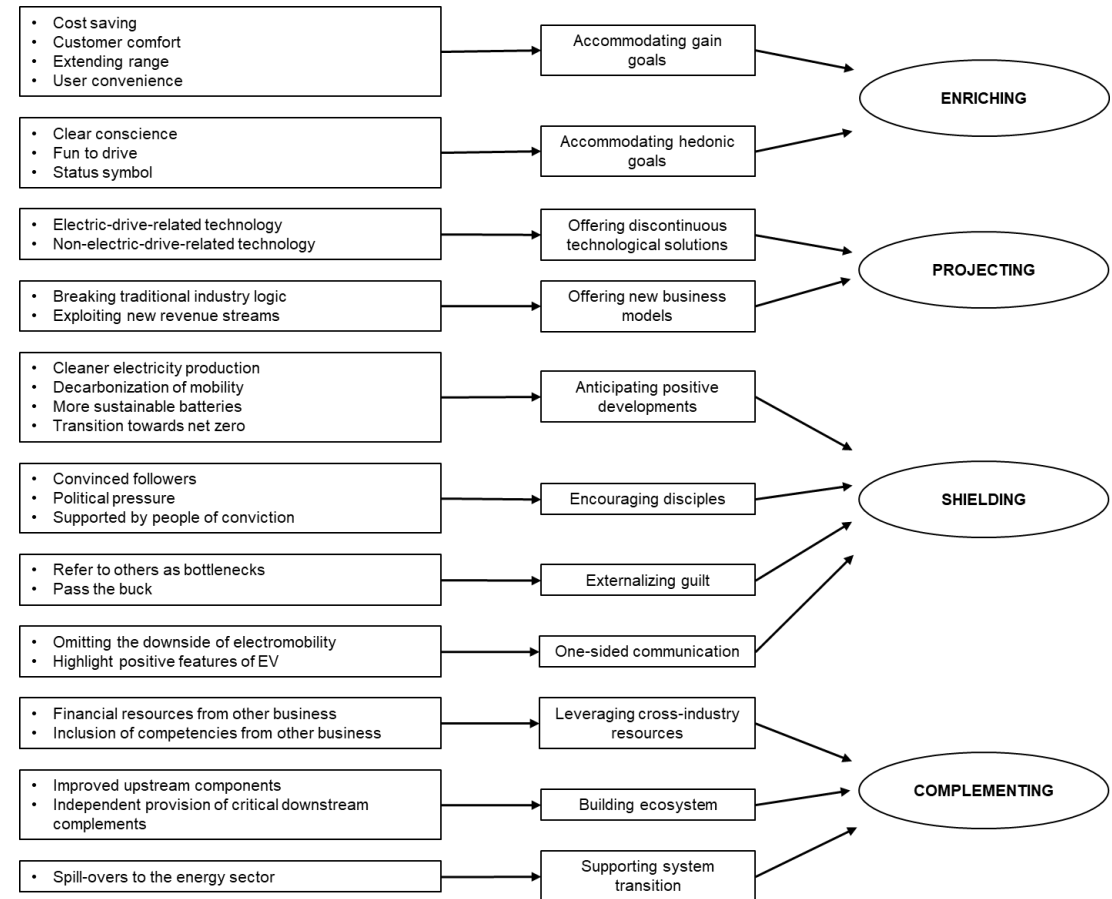 • Cost saving
• Customer comfort
• Extending range
• User convenience
Accommodating gain
goals
ENRICHING
• Clear conscience
• Fun to drive
• Status symbol
Accommodating hedonic
goals
• Electric-drive-related technology
• Non-electric-drive-related technology
Offering discontinuous
technological solutions
PROJECTING
• Breaking traditional industry logic
• Exploiting new revenue streams
Offering new business
models
• Cleaner electricity production
• Decarbonization of mobility
• More sustainable batteries
• Transition towards net zero
Anticipating positive
developments
• Convinced followers
• Political pressure
• Supported by people of conviction
Encouraging disciples
SHIELDING
• Refer to others as bottlenecks
• Pass the buck
Externalizing guilt
• Omitting the downside of electromobility
• Highlight positive features of EV
One-sided communication
• Financial resources from other business
• Inclusion of competencies from other business
Leveraging cross-industry
resources
• Improved upstream components
• Independent provision of critical downstream
complements
Building ecosystem
COMPLEMENTING
• Spill-overs to the energy sector
Supporting system
transition